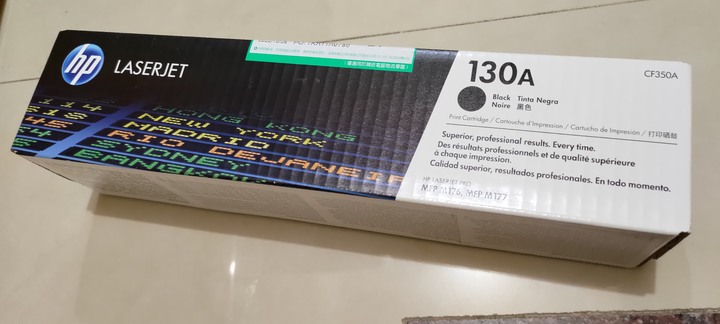 hp
LASERJET
114
HONG KONG
514
NEW YORK
MADRID
RIO DEJANEIR
SYDNEY
BANGKOK
130A
CF350A
Black Tinta Negra
Noire 黑色
Print Cartridge / Cartouche d'Impression / Cartucho de Impresión / 打印硒鼓
Superior, professional results. Every time.
Des résultats professionnels et de qualité supérieure
à chaque impression.
Calidad superior, resultados profesionales. En todo momento.
HP LASERJET PRO
MFP M176, MFP M177